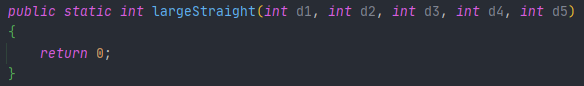 public static int largeStraight(int d1, int d2, int d3, int d4, int d5)
{
    return 0;
}